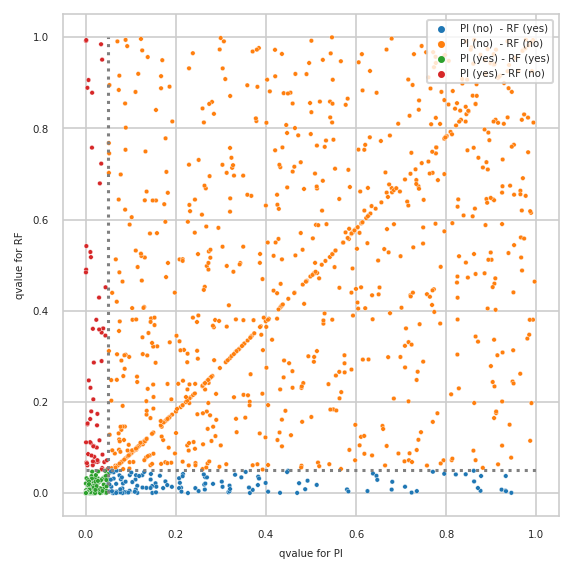 PI (no) - RF (yes)
PI (no) - RF (no)
PI (yes) - RF (yes)
PI (yes) - RF (no)
1.0
0.8
0.6
0.4
0.2
0.0
qvalue for RF
0.0 0.2 0.4 0.6 0.8 1.0
qvalue for PI